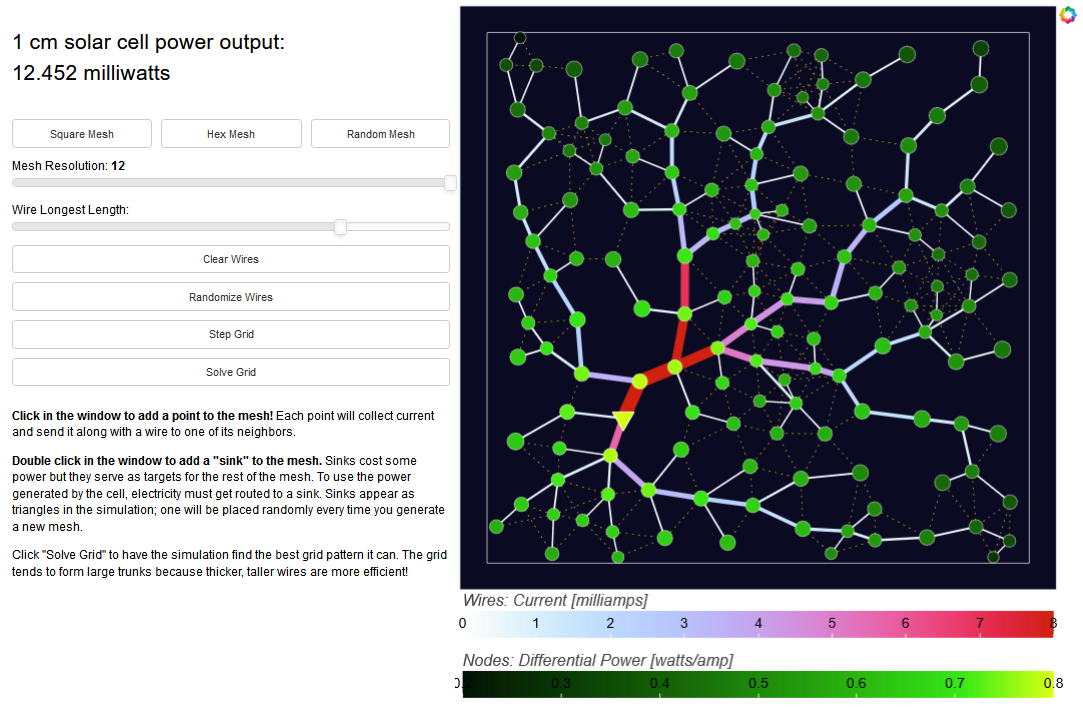 1 cm solar cell power output:
12.452 milliwatts
Square Mesh
Hex Mesh
Random Mesh
Mesh Resolution: 12
Wire Longest Length:
Clear Wires
Randomize Wires
Step Grid
Solve Grid
Click in the window to add a point to the mesh! Each point will collect current
and send it along with a wire to one of its neighbors.
Double click in the window to add a "sink" to the mesh. Sinks cost some
power but they serve as targets for the rest of the mesh. To use the power
generated by the cell, electricity must get routed to a sink. Sinks appear as
triangles in the simulation; one will be placed randomly every time you generate
a new mesh.
Click "Solve Grid" to have the simulation find the best grid pattern it can. The grid
tends to form large trunks because thicker, taller wires are more efficient!
Wires: Current [milliamps]
0 1 2 3 4 5 6 7 8
Nodes: Differential Power [watts/amp]
0.2 0.3 0.4 0.5 0.6 0.7 0.8